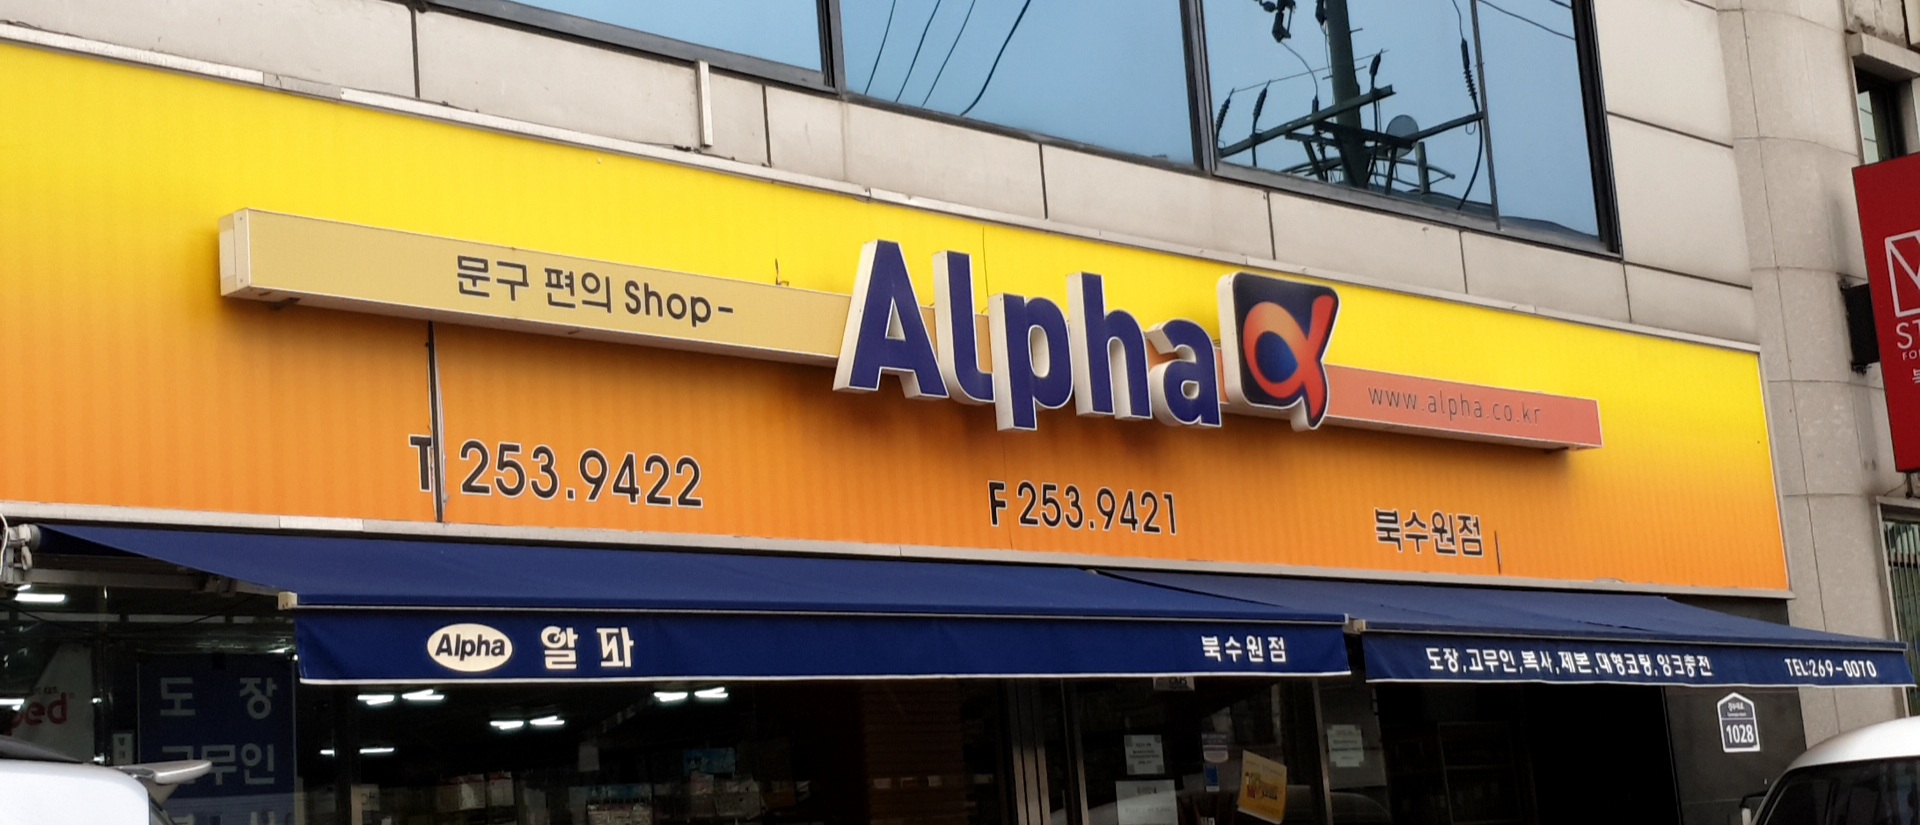 문구 편의 Shop-
Alpha
www.alpha.co.kr
T 253.9422
F 253.9421
북수원점
Alpha 알파
북수원점
도장,고무인,복사,제본,대형코팅,잉크충전
TEL:269-0070
도장
고무인
1028